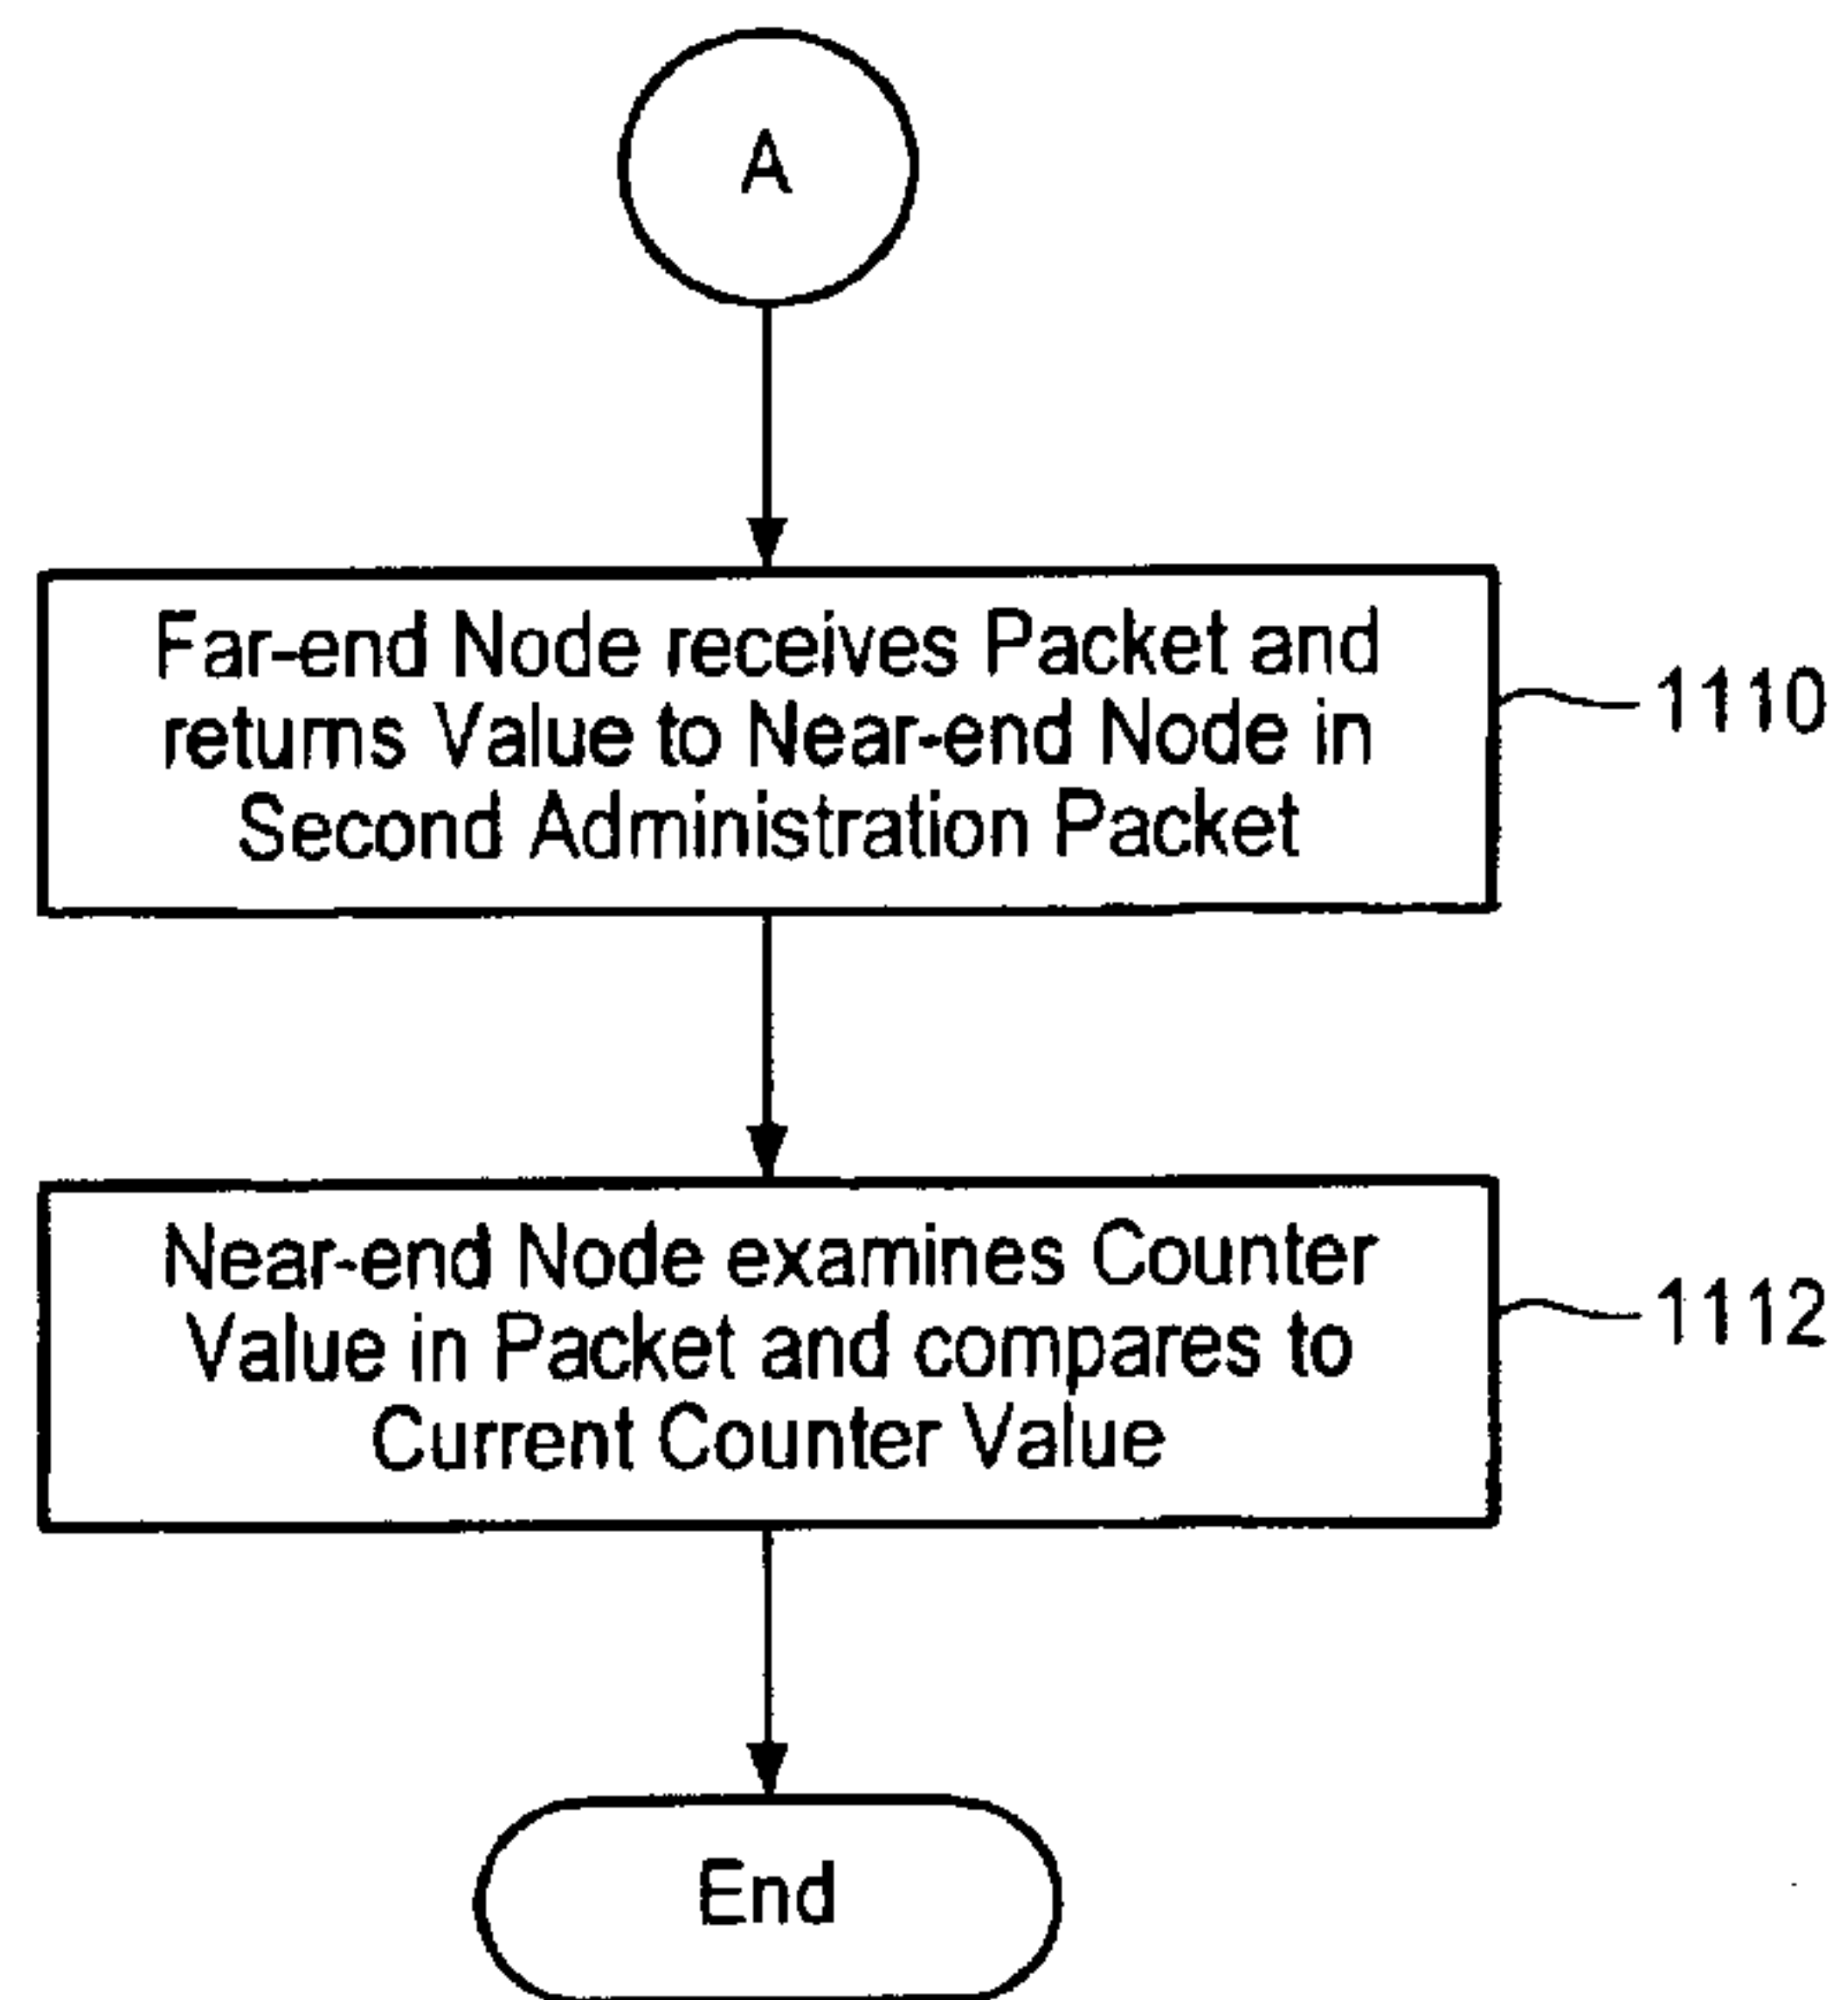 A
Far-end Node receives Packet and
returns Value to Near-end Node in
Second Administration Packet
1110
Near-end Node examines Counter
Value in Packet and compares to
Current Counter Value
1112
End